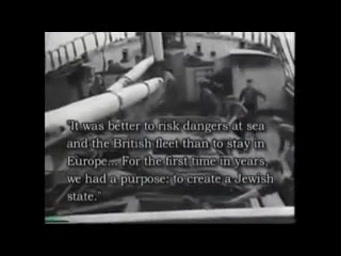 "It was better to risk dangers at sea
and the British fleet than to stay in
Europe... For the first time in years,
we had a purpose: to create a Jewish
state."